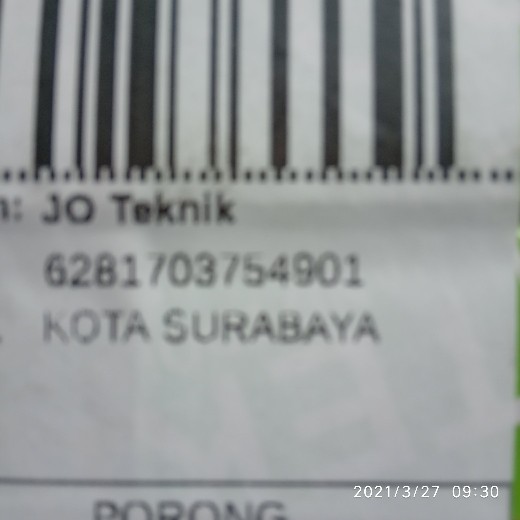 n: JO Teknik
6281703754901
KOTA SURABAYA
2021/3/27 09:30
PORONG